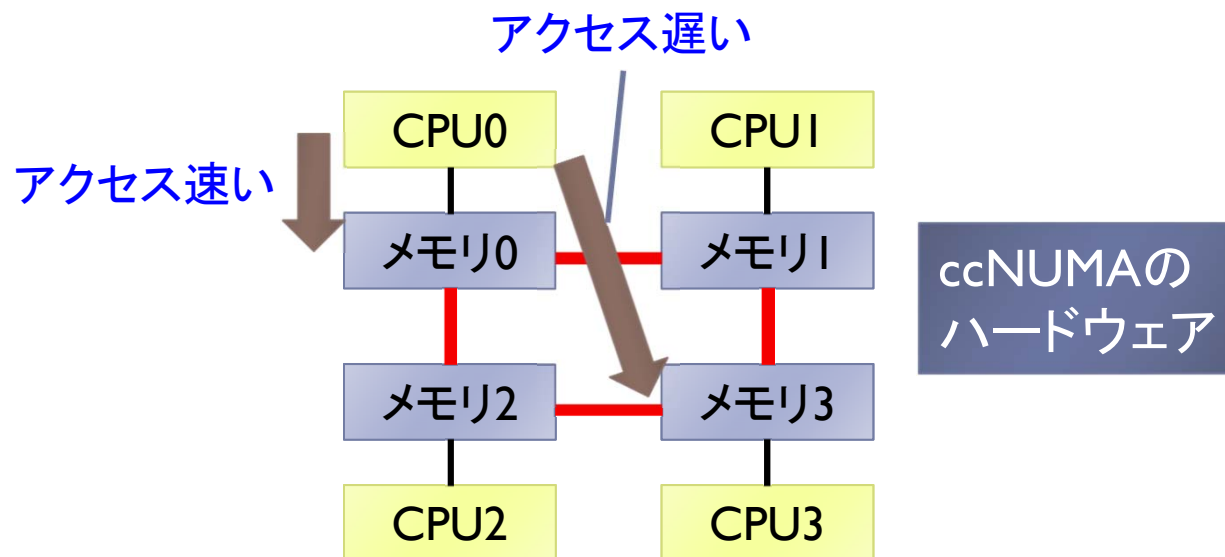 アクセス遅い
CPU0
CPU1
アクセス速い
メモリ0
メモリ1
ccNUMAの
ハードウェア
メモリ2
メモリ3
CPU2
CPU3